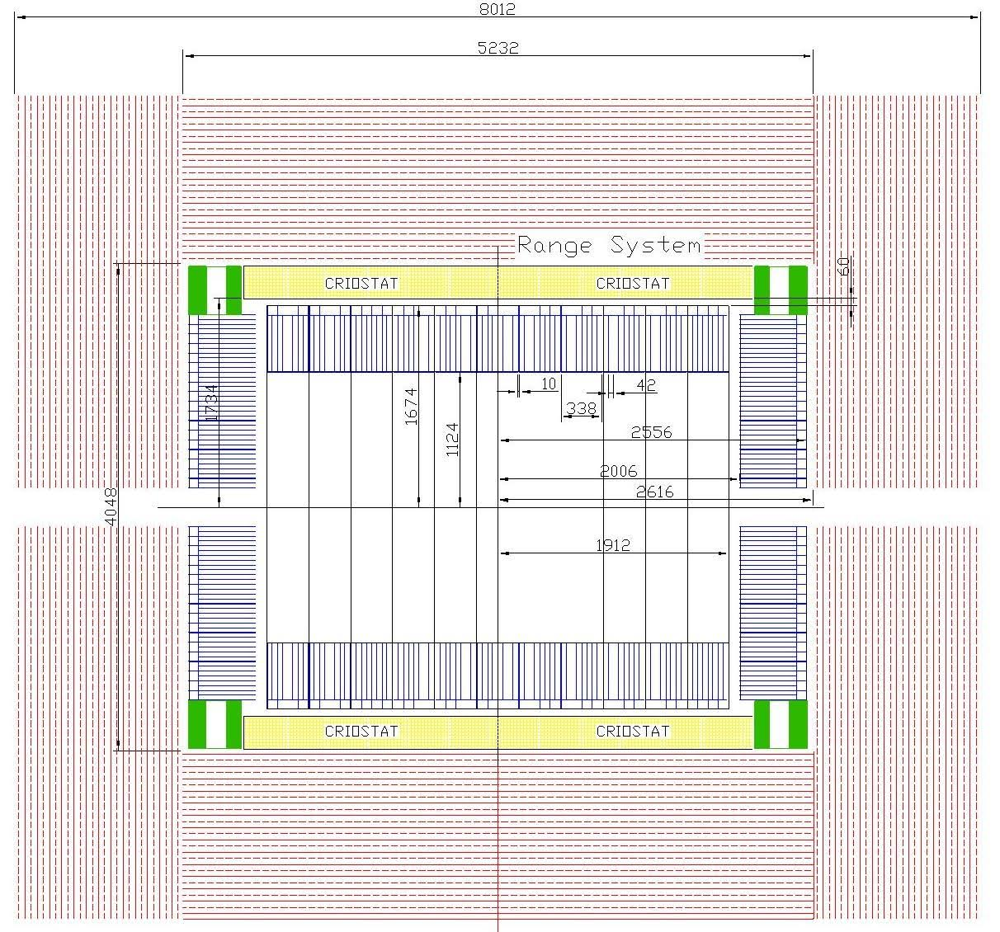 8012
5232
Range System
60
CRIOSTAT
CRIOSTAT
1734
1674
1124
10
42
338
2556
2006
2616
4048
1912
CRIOSTAT
CRIOSTAT